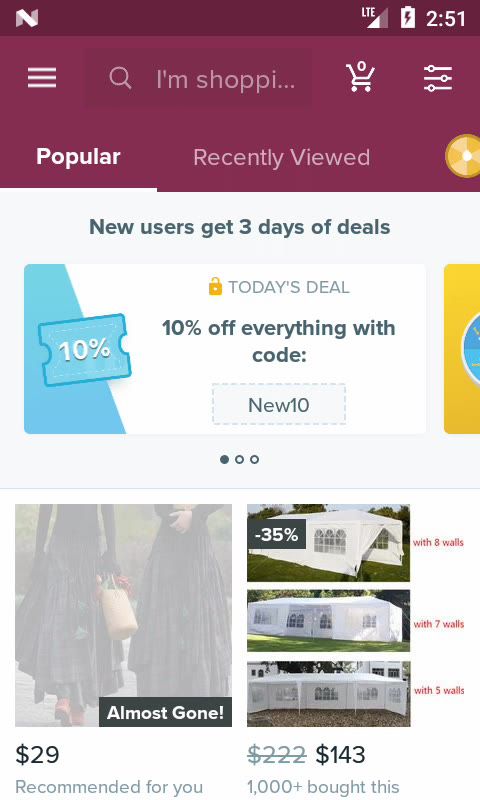 LTE 2:51
I'm shoppi... 0
Popular Recently Viewed
New users get 3 days of deals
TODAY'S DEAL
10% off everything with
code:
10%
New10
-35%
with 8 walls
with 7 walls
with 5 walls
Almost Gone!
$29 $222 $143
Recommended for you 1,000+ bought this